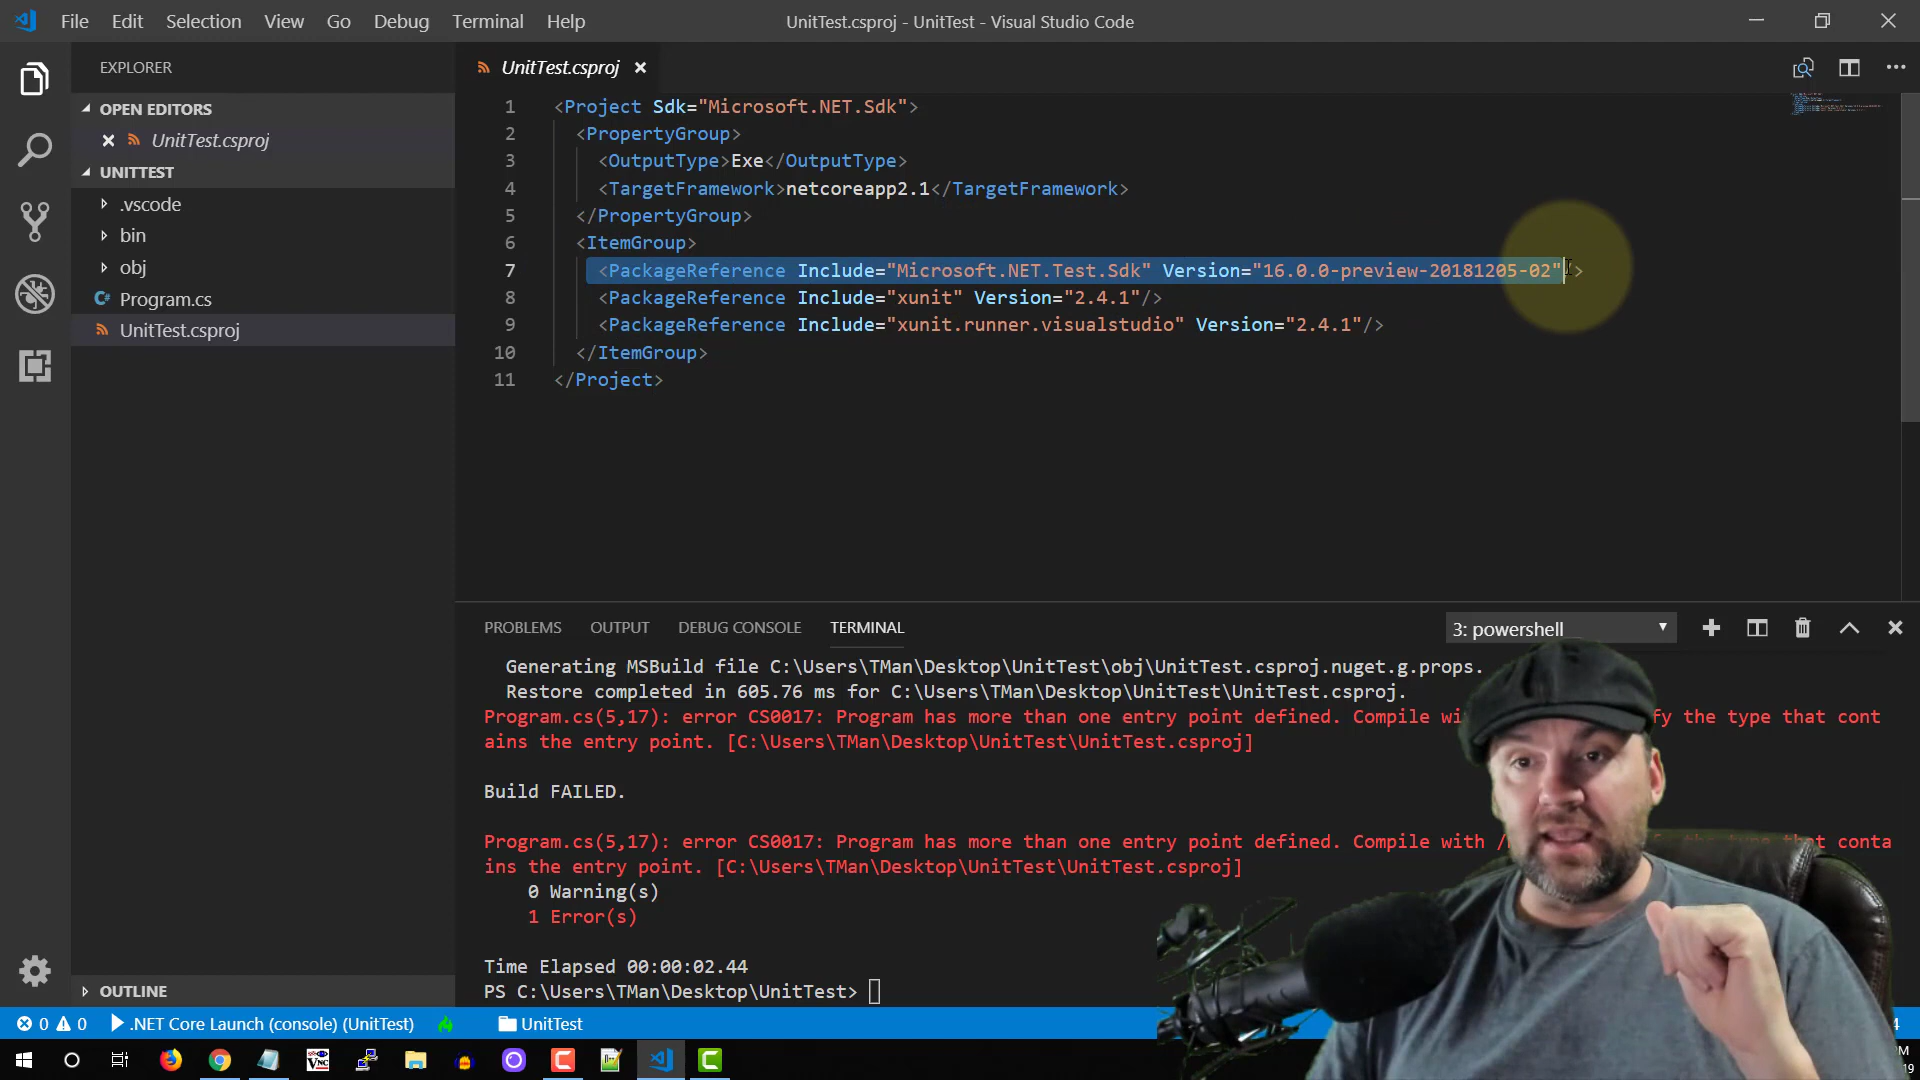 File Edit Selection View Go Debug Terminal Help
UnitTest.csproj - UnitTest - Visual Studio Code
EXPLORER
OPEN EDITORS
UnitTest.csproj
UNITTEST
.vscode
bin
obj
Program.cs
UnitTest.csproj
OUTLINE
UnitTest.csproj
1 <Project Sdk="Microsoft.NET.Sdk">
2 <PropertyGroup>
3 <OutputType>Exe</OutputType>
4 <TargetFramework>netcoreapp2.1</TargetFramework>
5 </PropertyGroup>
6 <ItemGroup>
7 <PackageReference Include="Microsoft.NET.Test.Sdk" Version="16.0.0-preview-20181205-02"/>
8 <PackageReference Include="xunit" Version="2.4.1"/>
9 <PackageReference Include="xunit.runner.visualstudio" Version="2.4.1"/>
10 </ItemGroup>
11 </Project>
PROBLEMS OUTPUT DEBUG CONSOLE TERMINAL
3: powershell
Generating MSBuild file C:\Users\TMan\Desktop\UnitTest\obj\UnitTest.csproj.nuget.g.props.
Restore completed in 605.76 ms for C:\Users\TMan\Desktop\UnitTest\UnitTest.csproj.
Program.cs(5,17): error CS0017: Program has more than one entry point defined. Compile wi fy the type that cont
ains the entry point. [C:\Users\TMan\Desktop\UnitTest\UnitTest.csproj]
Build FAILED.
Program.cs(5,17): error CS0017: Program has more than one entry point defined. Compile with / the type that conta
ins the entry point. [C:\Users\TMan\Desktop\UnitTest\UnitTest.csproj]
0 Warning(s)
1 Error(s)
Time Elapsed 00:00:02.44
PS C:\Users\TMan\Desktop\UnitTest>
0 0 .NET Core Launch (console) (UnitTest) UnitTest